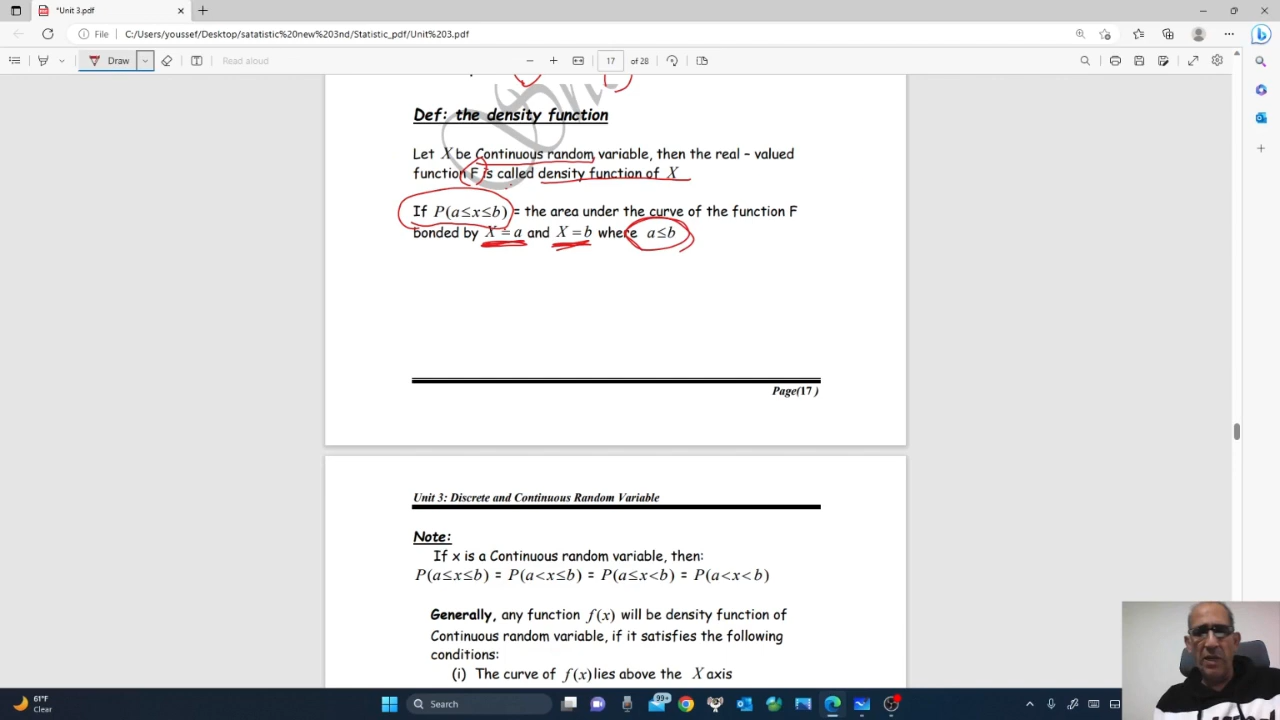 *Unit 3.pdf
File
C:/Users/youssef/Desktop/satatistic%20new%203nd/Statistic_pdf/Unit%203.pdf
Draw
Read aloud
17 of 28
Def: the density function
Let X be Continuous random variable, then the real – valued
function F is called density function of X
If P(a≤x≤b) = the area under the curve of the function F
bonded by X = a and X = b where a≤b
Page(17 )
Unit 3: Discrete and Continuous Random Variable
Note:
If x is a Continuous random variable, then:
P(a≤x≤b) = P(a<x≤b) = P(a≤x<b) = P(a<x<b)
Generally, any function f(x) will be density function of
Continuous random variable, if it satisfies the following
conditions:
(i) The curve of f(x) lies above the X axis
61°F
Clear
Search
99+